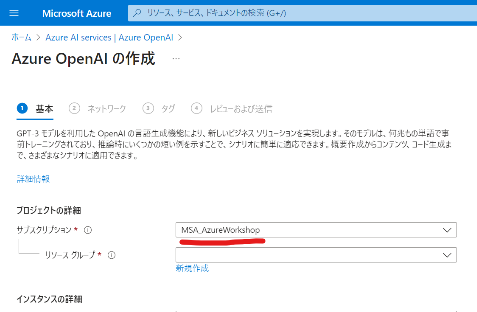 Microsoft Azure
リソース、サービス、ドキュメントの検索 (G+/)
ホーム > Azure AI services | Azure OpenAI >
Azure OpenAI の作成 ...
1 基本 2 ネットワーク 3 タグ 4 レビューおよび送信
GPT-3 モデルを利用した OpenAI の言語生成機能により、新しいビジネス ソリューションを実現します。そのモデルは、何兆もの単語で事
前トレーニングされており、推論時にいくつかの短い例を示すことで、シナリオに簡単に適応できます。概要作成からコンテンツ、コード生成ま
で、さまざまなシナリオに適用できます。
詳細情報
プロジェクトの詳細
サブスクリプション * MSA_AzureWorkshop
リソース グループ *
新規作成
インスタンスの詳細